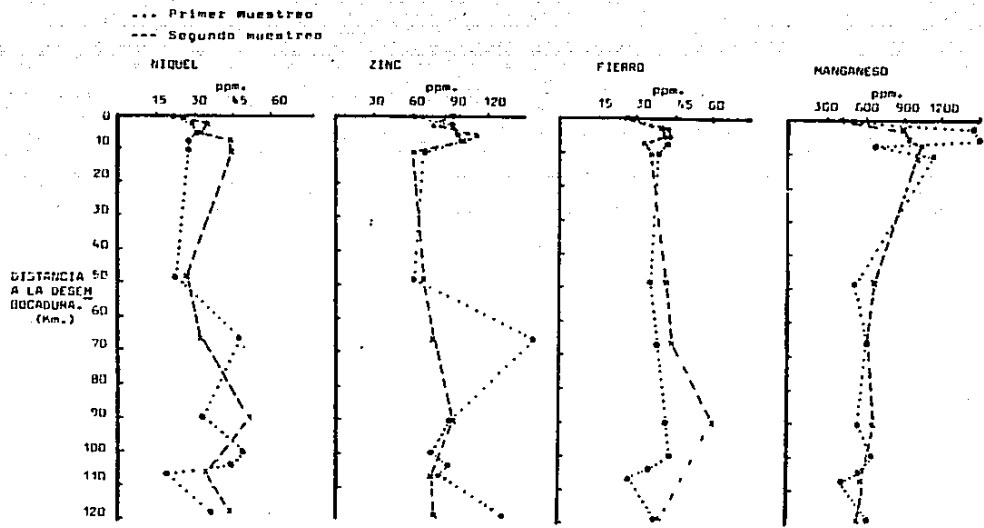 ... Primer muestreo
--- Segundo muestreo
NIQUEL
ppm.
15 30 45 60
ZINC
ppm.
30 60 90 120
FIERRO
ppm.
15 30 45 60
MANGANESO
ppm.
300 600 900 1200
0
10
20
30
40
50
60
70
80
90
100
110
120
DISTANCIA
A LA DESEM
BOCADURA.
(Km.)